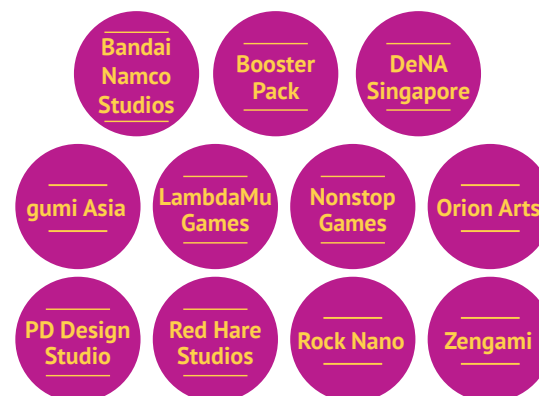 Bandai
Namco
Studios
Booster
Pack
DeNA
Singapore
gumi Asia
LambdaMu
Games
Nonstop
Games
Orion Arts
PD Design
Studio
Red Hare
Studios
Rock Nano
Zengami